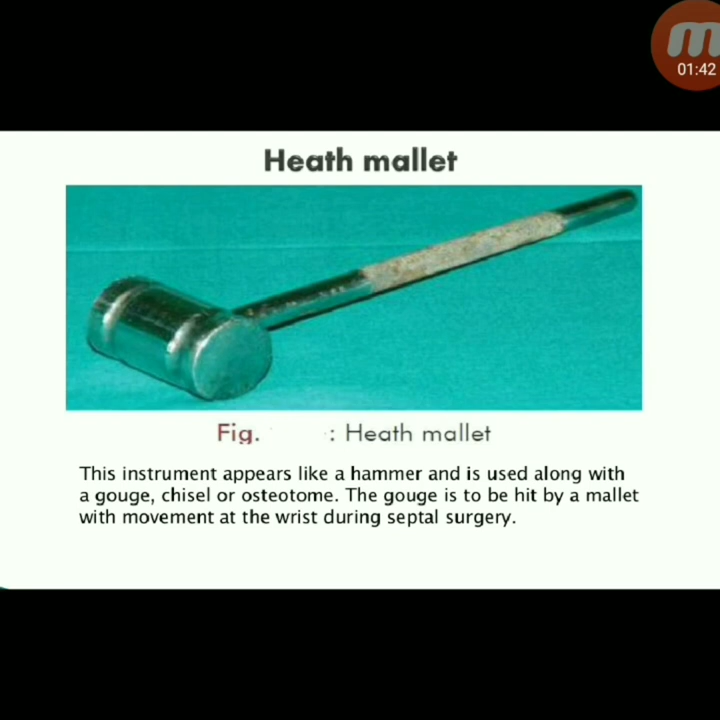 m
01:42
Heath mallet
Fig. : Heath mallet
This instrument appears like a hammer and is used along with
a gouge, chisel or osteotome. The gouge is to be hit by a mallet
with movement at the wrist during septal surgery.